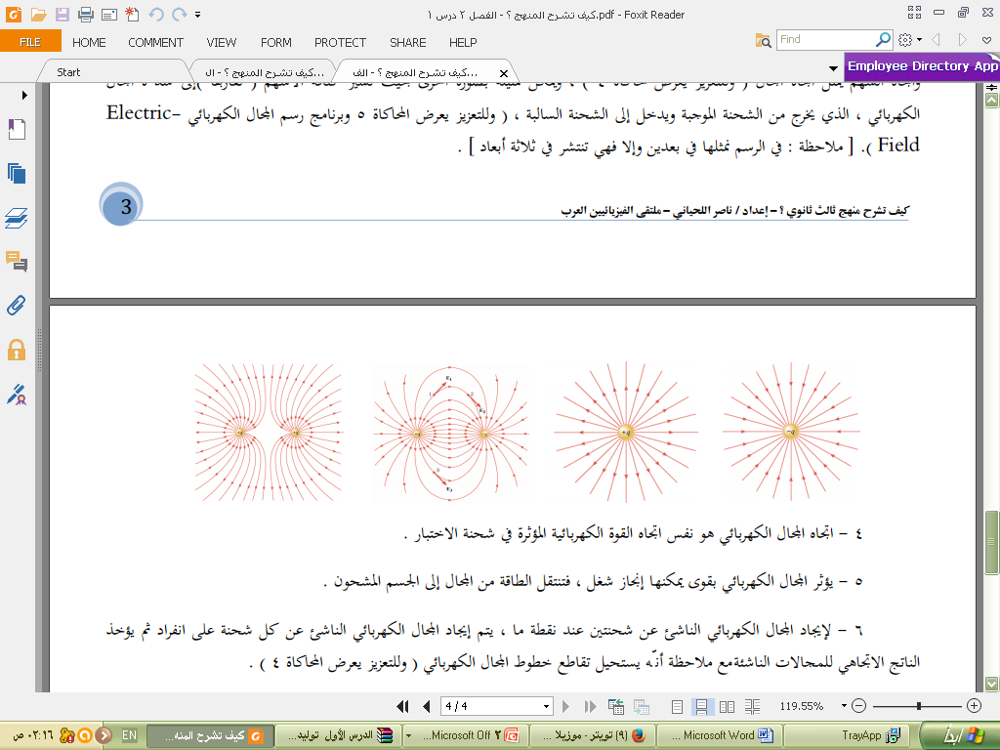 كيف تشرح المنهج ؟ - الفصل ٢ درس ١.pdf - Foxit Reader
FILE HOME COMMENT VIEW FORM PROTECT SHARE HELP
Find
Start
كيف تشرح المنهج ؟ - ال...
كيف تشرح المنهج ؟ - الف...
Employee Directory App
الكهربائي ، الذي يخرج من الشحنة الموجبة ويدخل إلى الشحنة السالبة ، ( وللتعزيز يعرض المحاكاة ٥ وبرنامج رسم المجال الكهربائي Electric-
Field ). [ ملاحظة : في الرسم نمثلها في بعدين وإلا فهي تنتشر في ثلاثة أبعاد ] .
كيف تشرح منهج ثالث ثانوي ؟ - إعداد / ناصر اللحياني - ملتقى الفيزيائيين العرب
3
E1
1
2
E2
3
E3
+q
-q
٤ - اتجاه المجال الكهربائي هو نفس اتجاه القوة الكهربائية المؤثرة في شحنة الاختبار .
٥ - يؤثر المجال الكهربائي بقوى يمكنها إنجاز شغل ، فتنتقل الطاقة من المجال إلى الجسم المشحون .
٦ - لإيجاد المجال الكهربائي الناشئ عن شحنتين عند نقطة ما ، يتم إيجاد المجال الكهربائي الناشئ عن كل شحنة على انفراد ثم يؤخذ
الناتج الاتجاهي للمجالات الناشئةمع ملاحظة أنّه يستحيل تقاطع خطوط المجال الكهربائي ( وللتعزيز يعرض المحاكاة ٤ ) .
4 / 4
119.55%
ابدأ
TrayApp
Microsoft Word ...
(٩) تويتر - موزيلا ...
Microsoft Off ٢...
الدرس الأول توليد...
كيف تشرح المنه...
EN
٠٢:١٦ ص